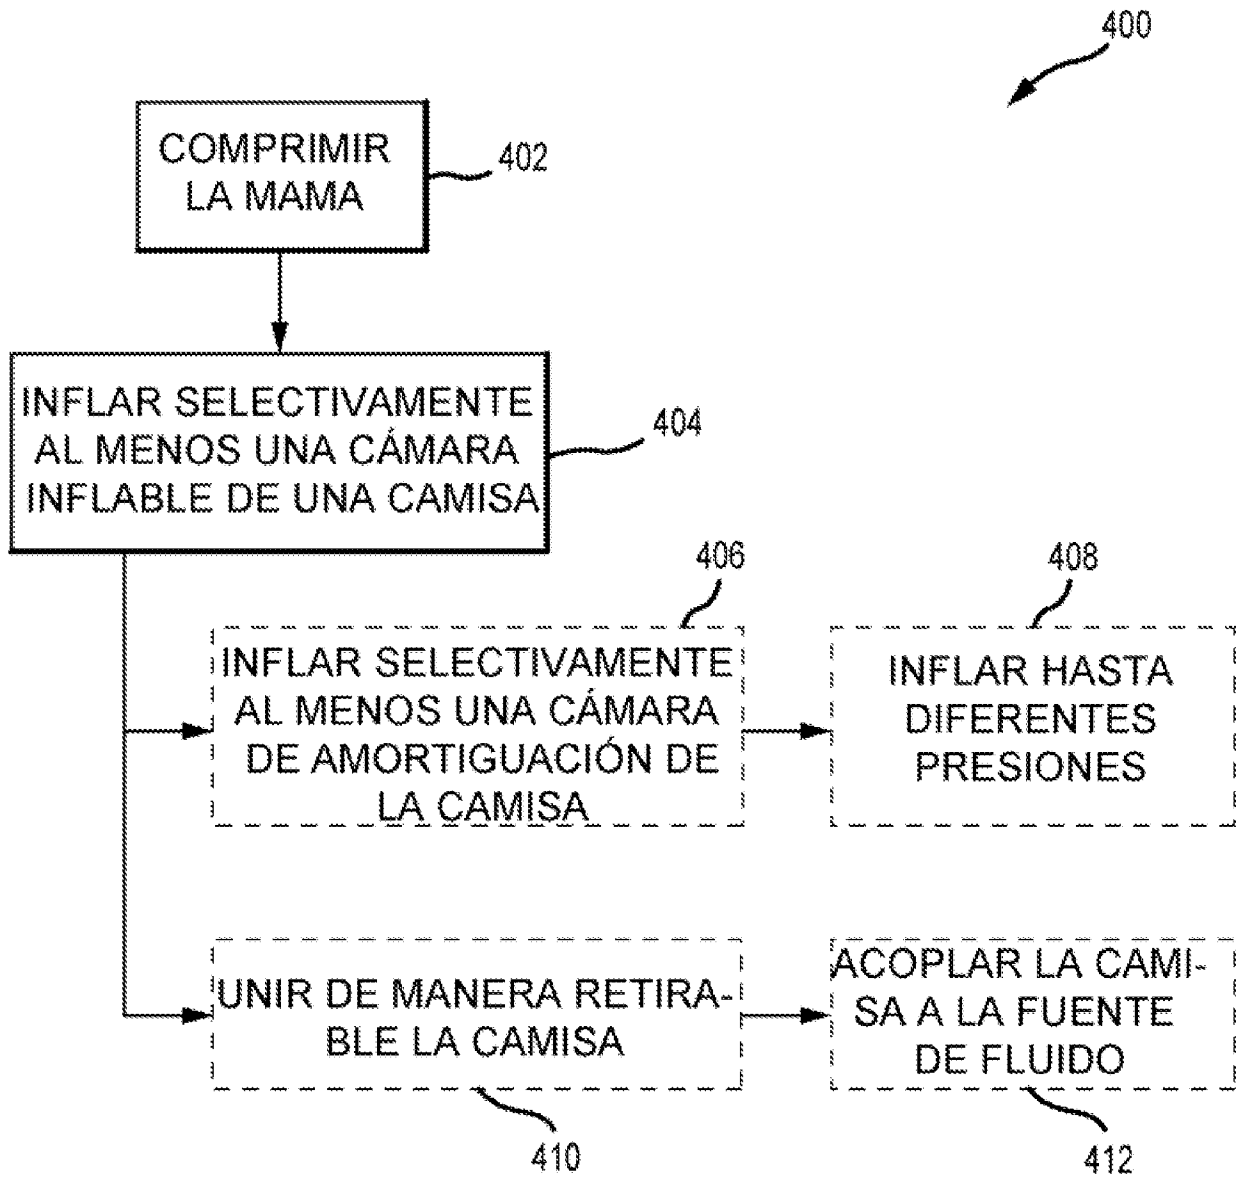 400
COMPRIMIR
LA MAMA
402
INFLAR SELECTIVAMENTE
AL MENOS UNA CÁMARA
INFLABLE DE UNA CAMISA
404
406
INFLAR SELECTIVAMENTE
AL MENOS UNA CÁMARA
DE AMORTIGUACIÓN DE
LA CAMISA
408
INFLAR HASTA
DIFERENTES
PRESIONES
UNIR DE MANERA RETIRA-
BLE LA CAMISA
410
ACOPLAR LA CAMI-
SA A LA FUENTE
DE FLUIDO
412